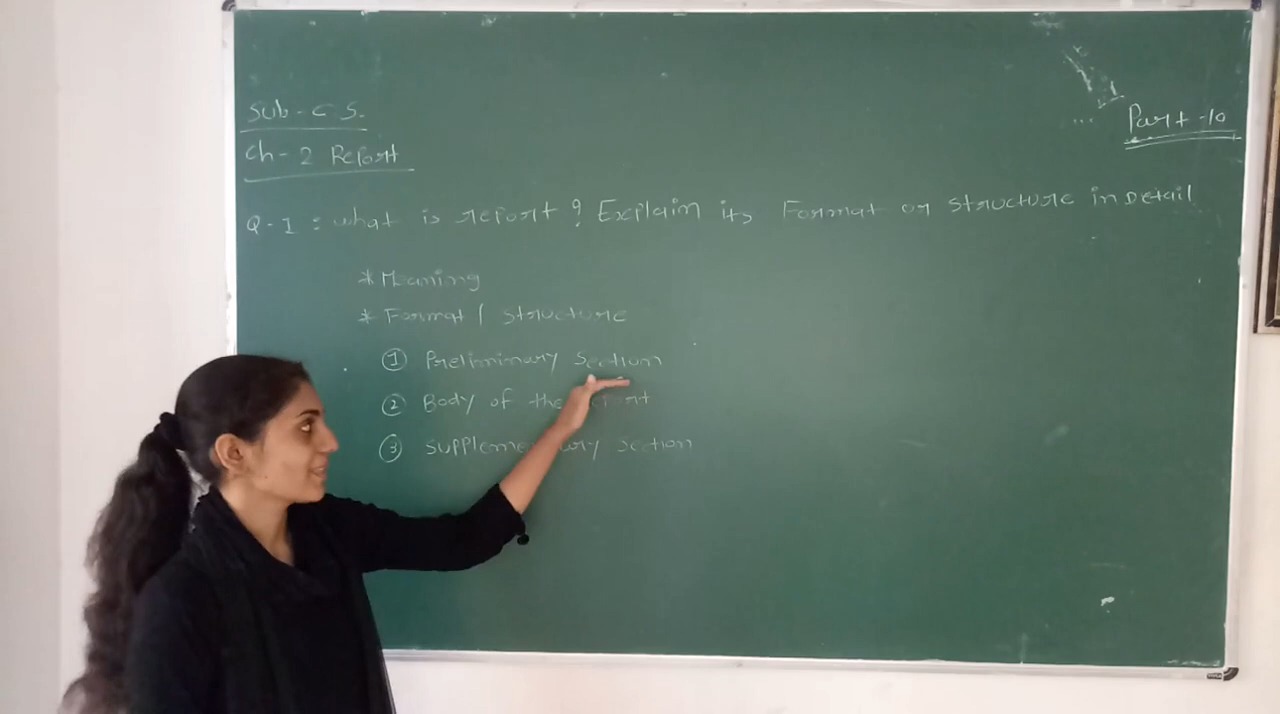 Sub - C.S.
Part - 10
Ch - 2 Report
Q - 1 : what is report ? Explain its Format or structure in Detail
* Meaning
* Format / structure
① Preliminary section
② Body of the report
③ supplementary section